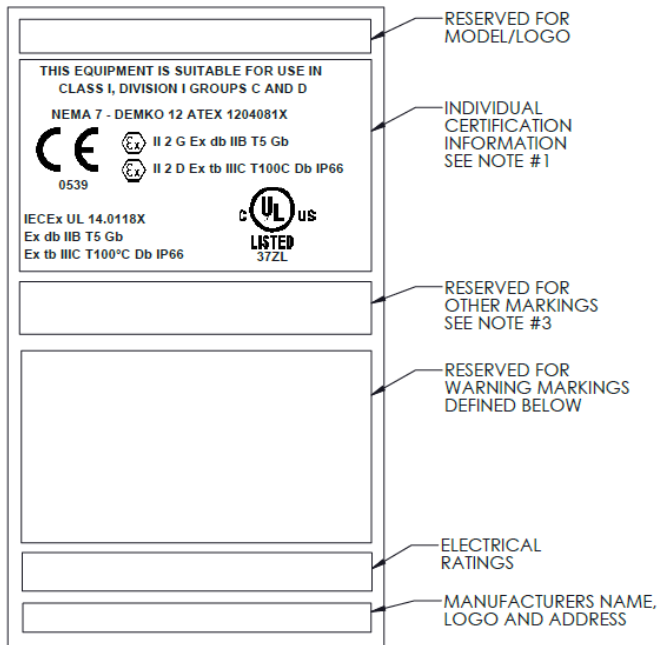 RESERVED FOR
MODEL/LOGO
THIS EQUIPMENT IS SUITABLE FOR USE IN
CLASS I, DIVISION I GROUPS C AND D
NEMA 7 - DEMKO 12 ATEX 1204081X
CE
0539
Ex II 2 G Ex db IIB T5 Gb
Ex II 2 D Ex tb IIIC T100C Db IP66
IECEx UL 14.0118X
Ex db IIB T5 Gb
Ex tb IIIC T100°C Db IP66
C UL US
LISTED
37ZL
INDIVIDUAL
CERTIFICATION
INFORMATION
SEE NOTE #1
RESERVED FOR
OTHER MARKINGS
SEE NOTE #3
RESERVED FOR
WARNING MARKINGS
DEFINED BELOW
ELECTRICAL
RATINGS
MANUFACTURERS NAME,
LOGO AND ADDRESS